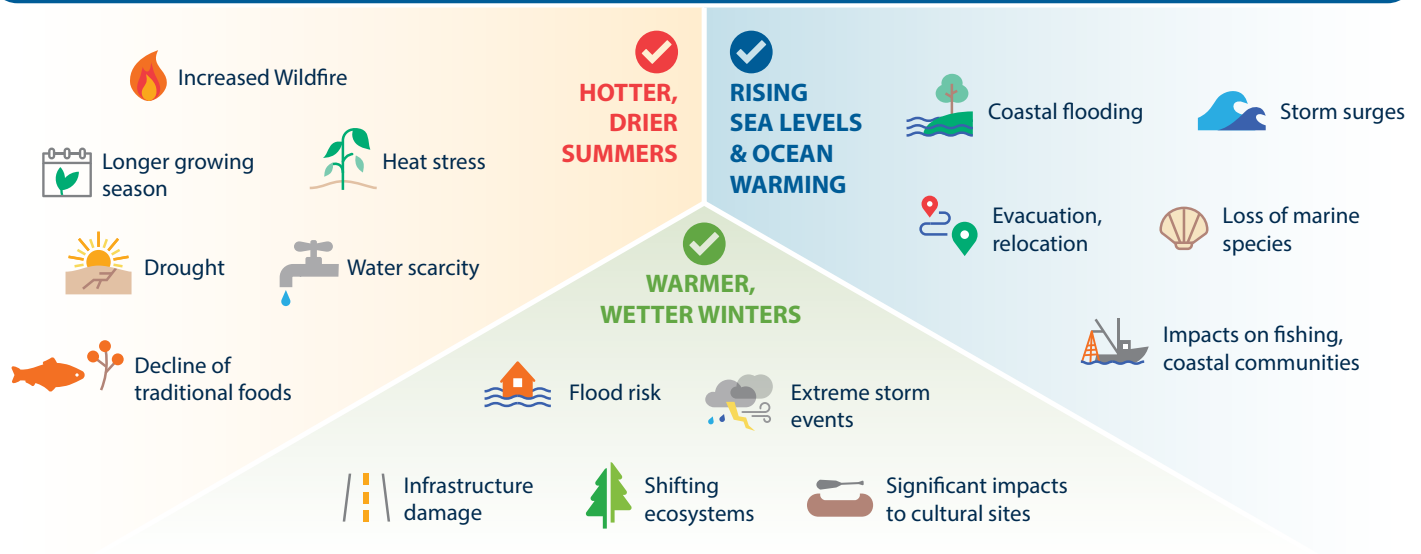 HOTTER,
DRIER
SUMMERS
Increased Wildfire
Longer growing
season
Heat stress
Drought
Water scarcity
Decline of
traditional foods
RISING
SEA LEVELS
& OCEAN
WARMING
Coastal flooding
Storm surges
Evacuation,
relocation
Loss of marine
species
Impacts on fishing,
coastal communities
WARMER,
WETTER WINTERS
Flood risk
Extreme storm
events
Infrastructure
damage
Shifting
ecosystems
Significant impacts
to cultural sites